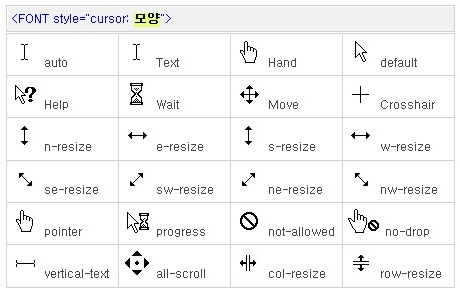 <FONT style="cursor: 모양">
auto Text Hand default
Help Wait Move Crosshair
n-resize e-resize s-resize w-resize
se-resize sw-resize ne-resize nw-resize
pointer progress not-allowed no-drop
vertical-text all-scroll col-resize row-resize